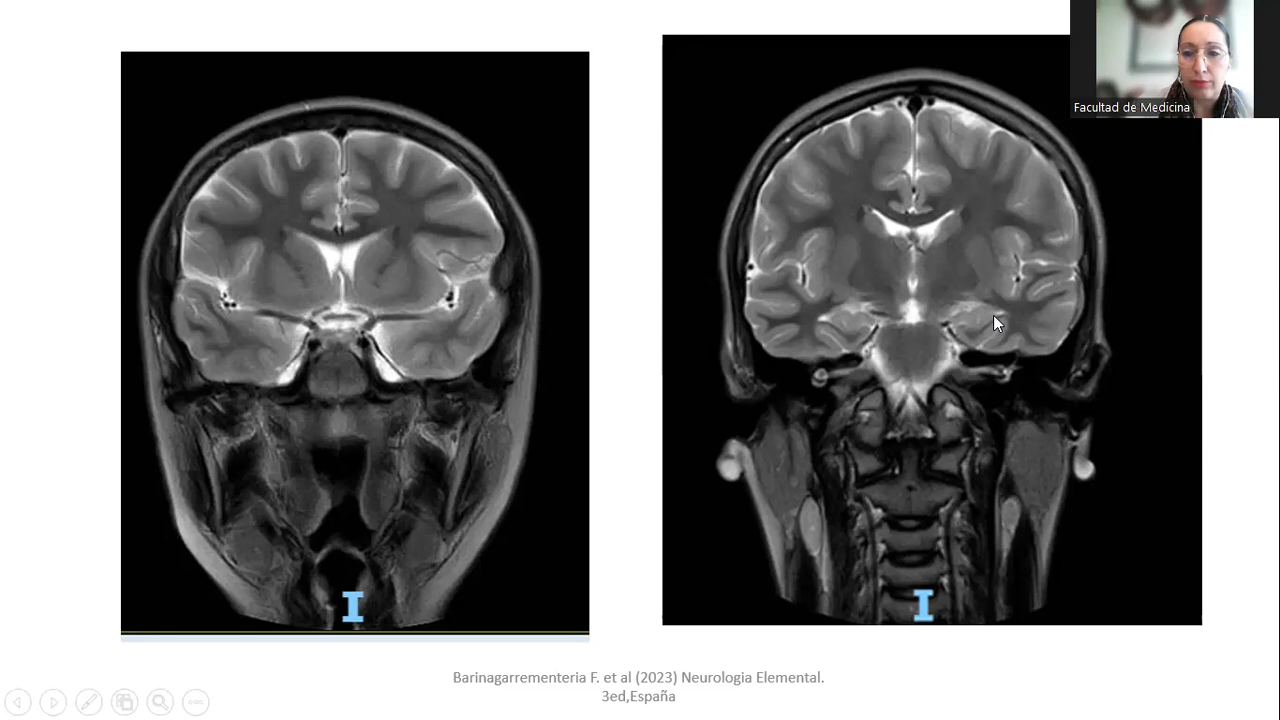 Facultad de Medicina
I
I
Barinagarrementeria F. et al (2023) Neurologia Elemental.
3ed,España